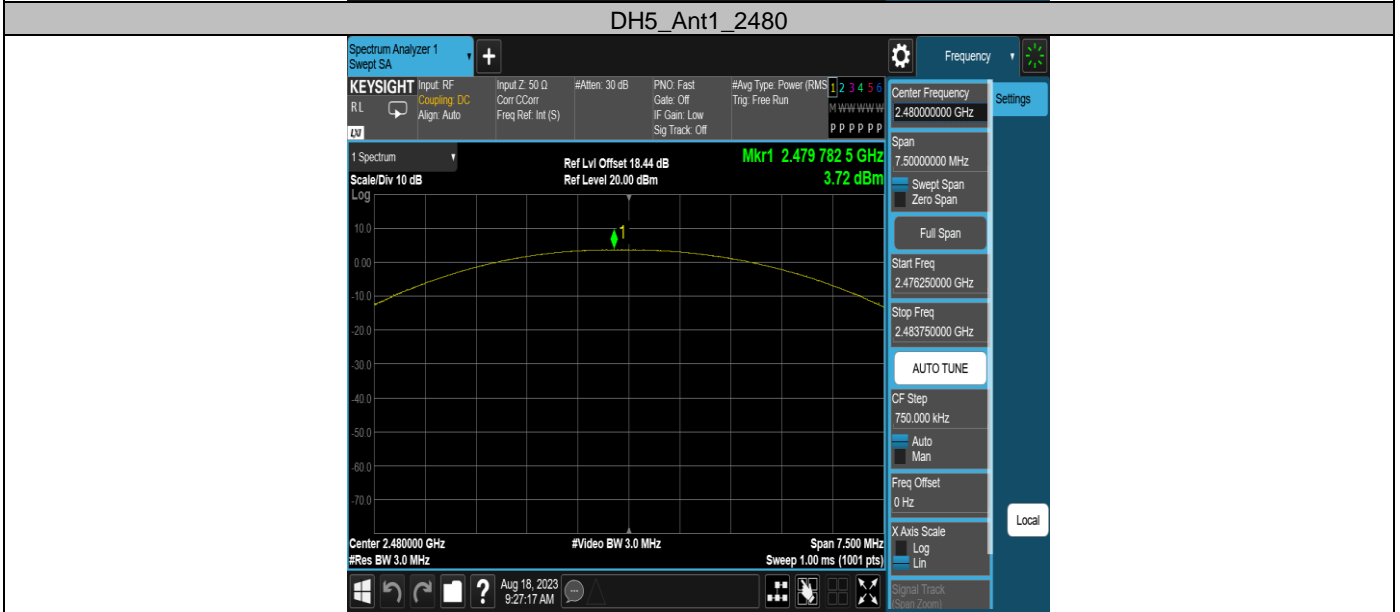 DH5_Ant1_2480
Spectrum Analyzer 1
Swept SA
+
Frequency
KEYSIGHT
RL
LXI
Input: RF
Coupling: DC
Align: Auto
Input Z: 50 Ω
Corr CCorr
Freq Ref: Int (S)
#Atten: 30 dB
PNO: Fast
Gate: Off
IF Gain: Low
Sig Track: Off
#Avg Type: Power (RMS
Trig: Free Run
1 2 3 4 5 6
M W W W W W
P P P P P P
1 Spectrum
Scale/Div 10 dB
Log
Ref Lvl Offset 18.44 dB
Ref Level 20.00 dBm
Mkr1 2.479 782 5 GHz
3.72 dBm
1
10.0
0.00
-10.0
-20.0
-30.0
-40.0
-50.0
-60.0
-70.0
Center 2.480000 GHz
#Res BW 3.0 MHz
#Video BW 3.0 MHz
Span 7.500 MHz
Sweep 1.00 ms (1001 pts)
?
Aug 18, 2023
9:27:17 AM
Center Frequency
2.480000000 GHz
Settings
Span
7.50000000 MHz
Swept Span
Zero Span
Full Span
Start Freq
2.476250000 GHz
Stop Freq
2.483750000 GHz
AUTO TUNE
CF Step
750.000 kHz
Auto
Man
Freq Offset
0 Hz
Local
X Axis Scale
Log
Lin
Signal Track
(Span Zoom)